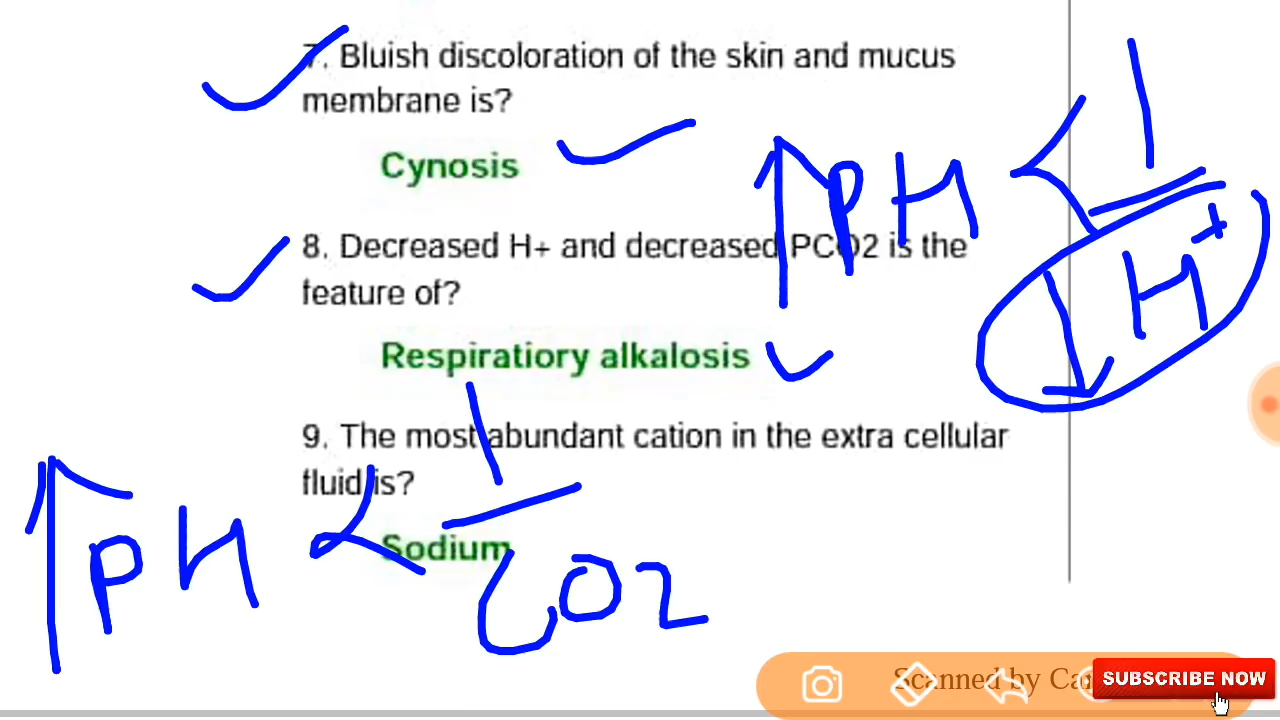 7. Bluish discoloration of the skin and mucus
membrane is?
Cynosis
↑PH ∝ 1/↓H+
8. Decreased H+ and decreased PCO2 is the
feature of?
Respiratiory alkalosis
9. The most abundant cation in the extra cellular
fluid is?
Sodium
↑PH ∝ 1/CO2
Scanned by Ca
SUBSCRIBE NOW